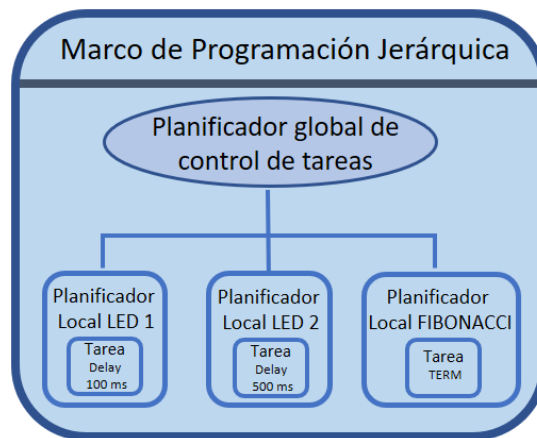 Marco de Programación Jerárquica
Planificador global de
control de tareas
Planificador
Local LED 1
Tarea
Delay
100 ms
Planificador
Local LED 2
Tarea
Delay
500 ms
Planificador
Local FIBONACCI
Tarea
TERM